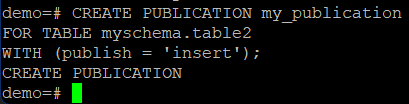 demo=# CREATE PUBLICATION my_publication
FOR TABLE myschema.table2
WITH (publish = 'insert');
CREATE PUBLICATION
demo=#